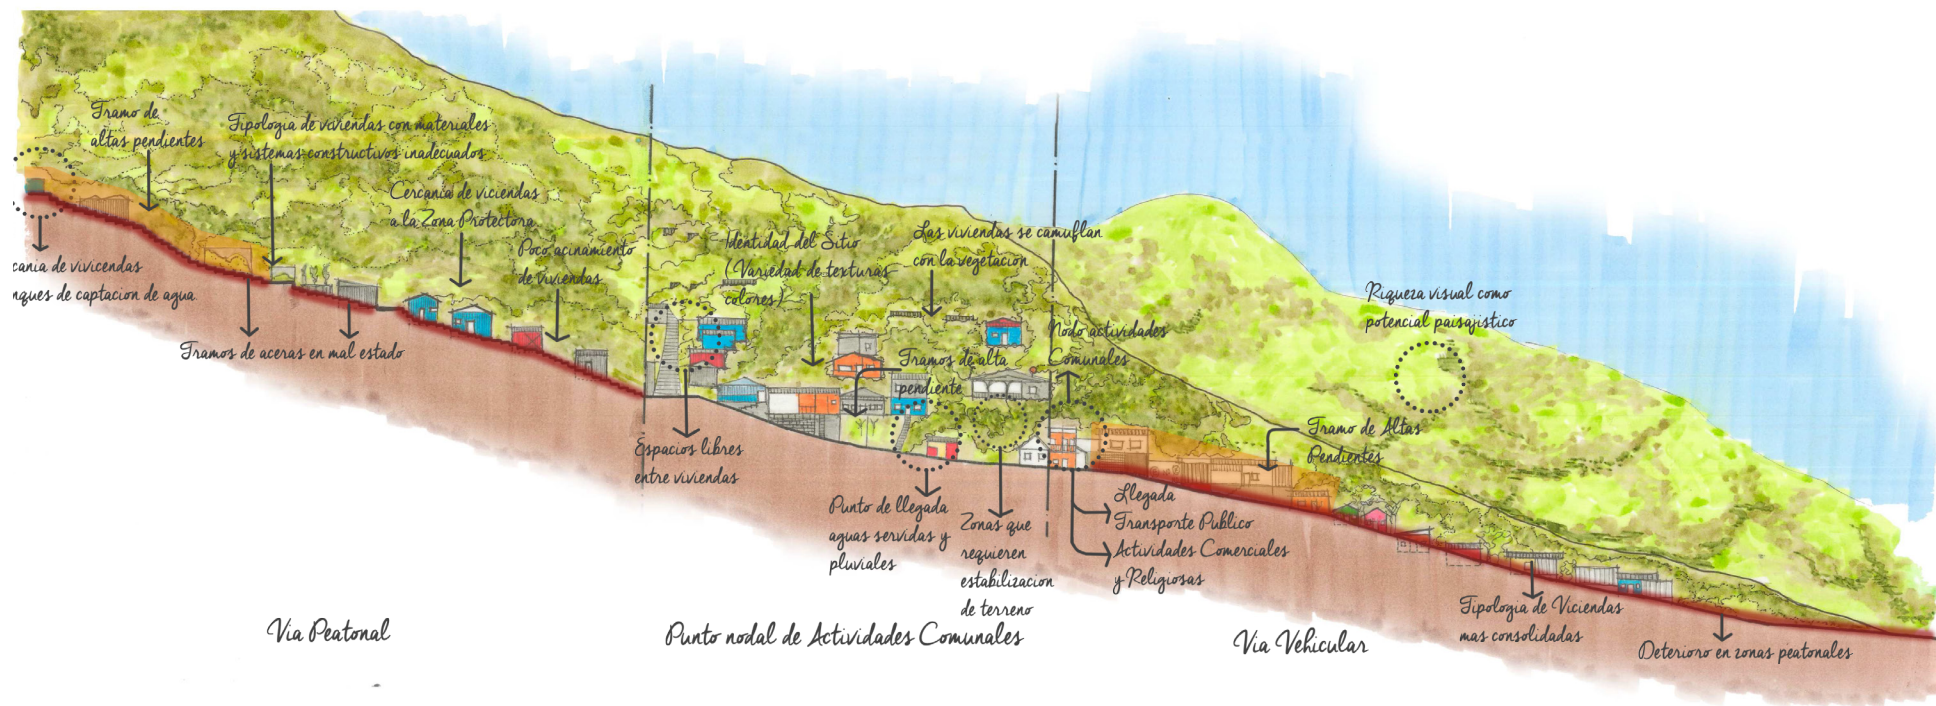 Tramo de
altas pendientes
Tipologia de viviendas con materiales
y sistemas constructivos inadecuados
Cercania de viciendas
a la Zona Protectora
Poco acinamiento
de viviendas
cania de vivicendas
nques de captacion de agua.
Tramos de aceras en mal estado
Identidad del Sitio
(Variedad de texturas
colores)
Las viviendas se camuflan
con la vegetación
Nodo actividades
Comunales
Tramos de alta
pendiente
Riqueza visual como
potencial paisajistico
Tramo de Altas
Pendientes
Espacios libres
entre viviendas
Punto de llegada
aguas servidas y
pluviales
Zonas que
requieren
estabilizacion
de terreno
Llegada
Transporte Publico
Actividades Comerciales
y Religiosas
Tipologia de Viciendas
mas consolidadas
Deterioro en zonas peatonales
Via Peatonal
Punto nodal de Actividades Comunales
Via Vehicular